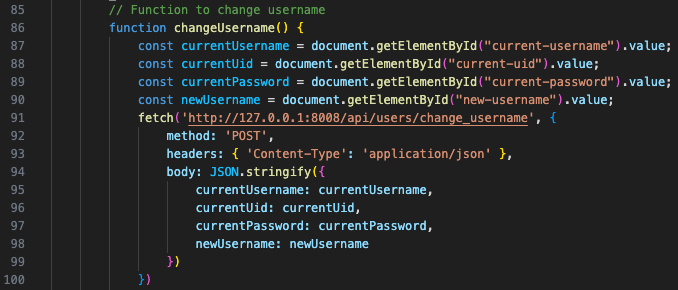 85 // Function to change username
86 function changeUsername() {
87 const currentUsername = document.getElementById("current-username").value;
88 const currentUid = document.getElementById("current-uid").value;
89 const currentPassword = document.getElementById("current-password").value;
90 const newUsername = document.getElementById("new-username").value;
91 fetch('http://127.0.0.1:8008/api/users/change_username', {
92 method: 'POST',
93 headers: { 'Content-Type': 'application/json' },
94 body: JSON.stringify({
95 currentUsername: currentUsername,
96 currentUid: currentUid,
97 currentPassword: currentPassword,
98 newUsername: newUsername
99 })
100 })